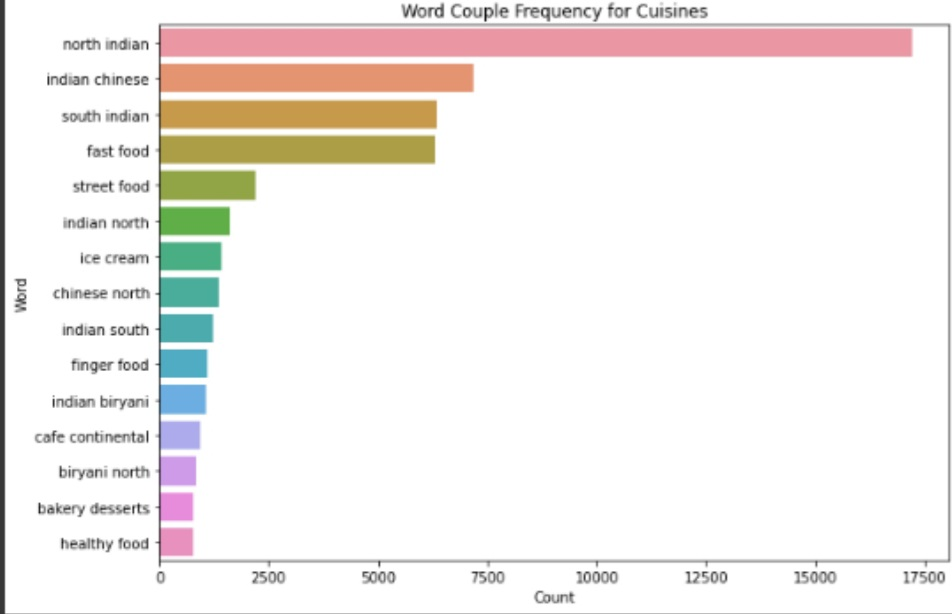 Word Couple Frequency for Cuisines
north indian
indian chinese
south indian
fast food
street food
indian north
ice cream
chinese north
indian south
finger food
indian biryani
cafe continental
biryani north
bakery desserts
healthy food
Word
0 2500 5000 7500 10000 12500 15000 17500
Count